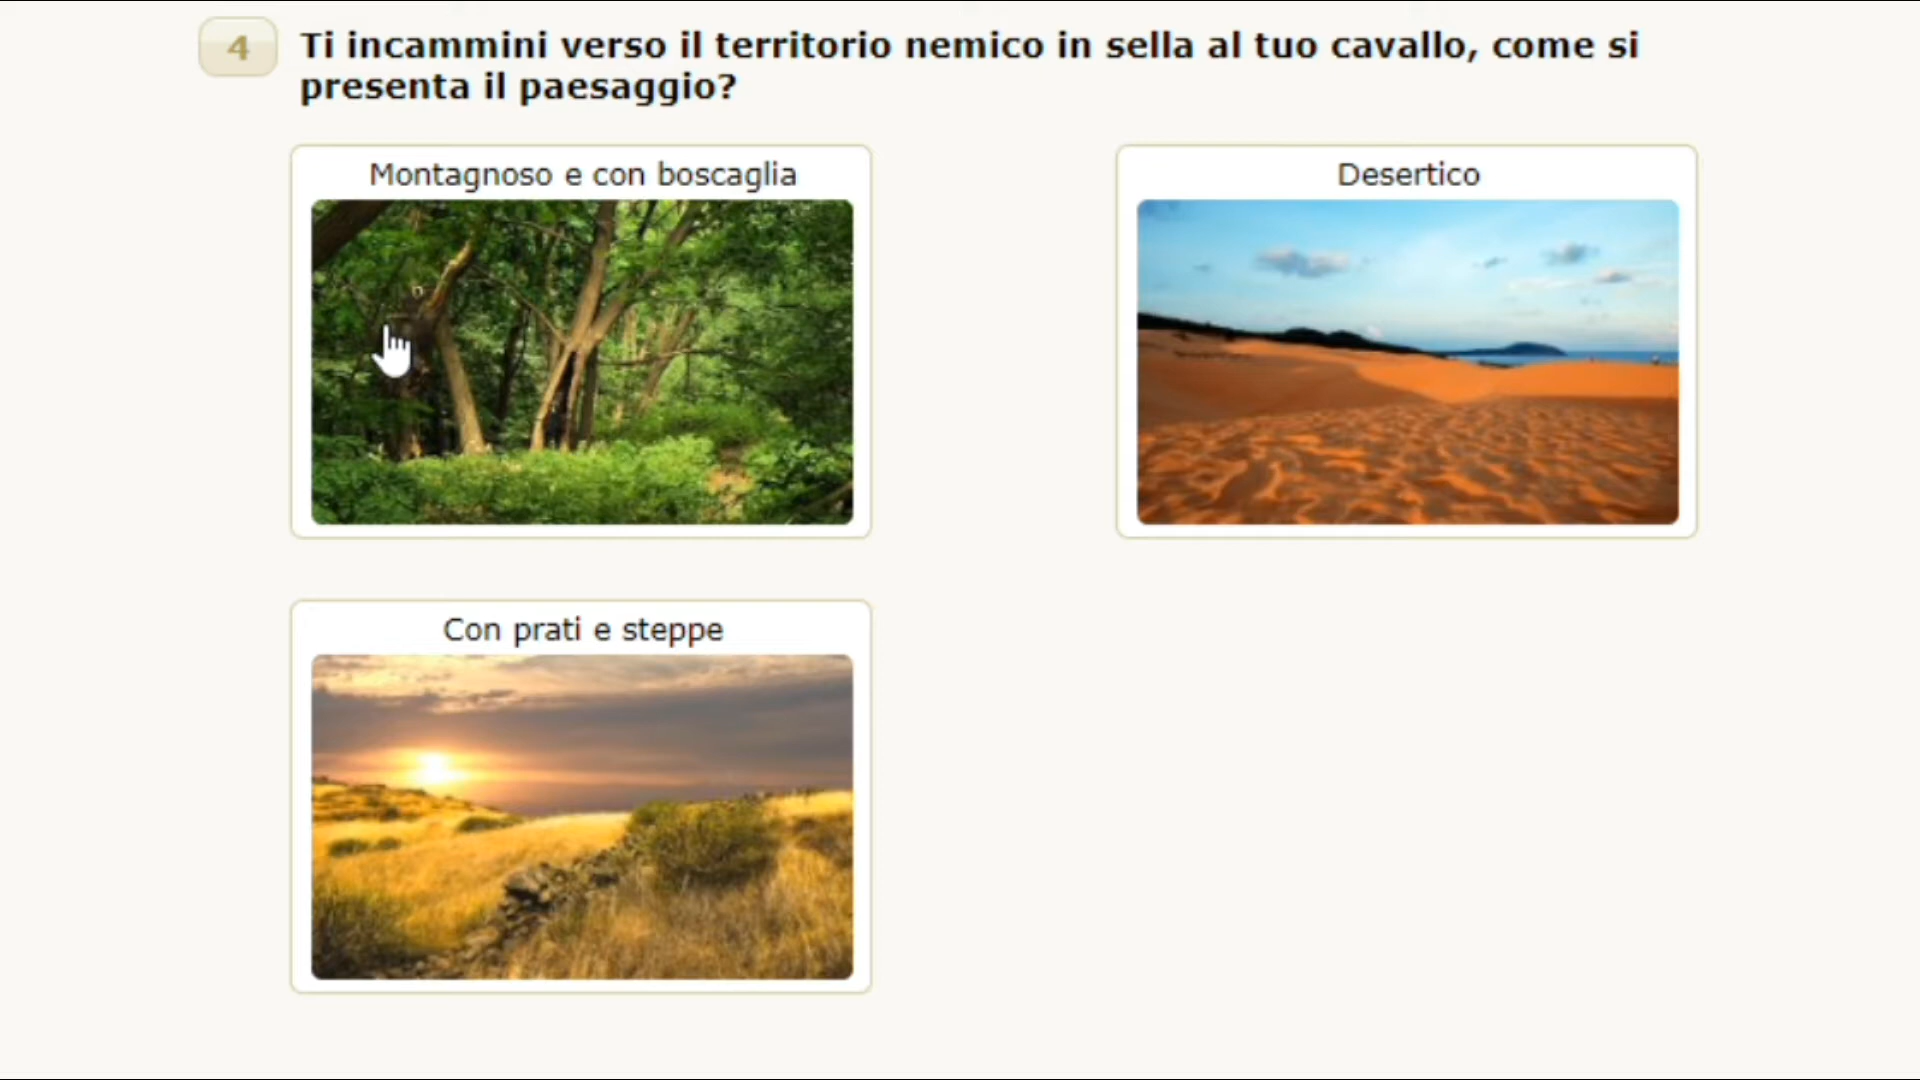 4
Ti incammini verso il territorio nemico in sella al tuo cavallo, come si
presenta il paesaggio?
Montagnoso e con boscaglia
Desertico
Con prati e steppe